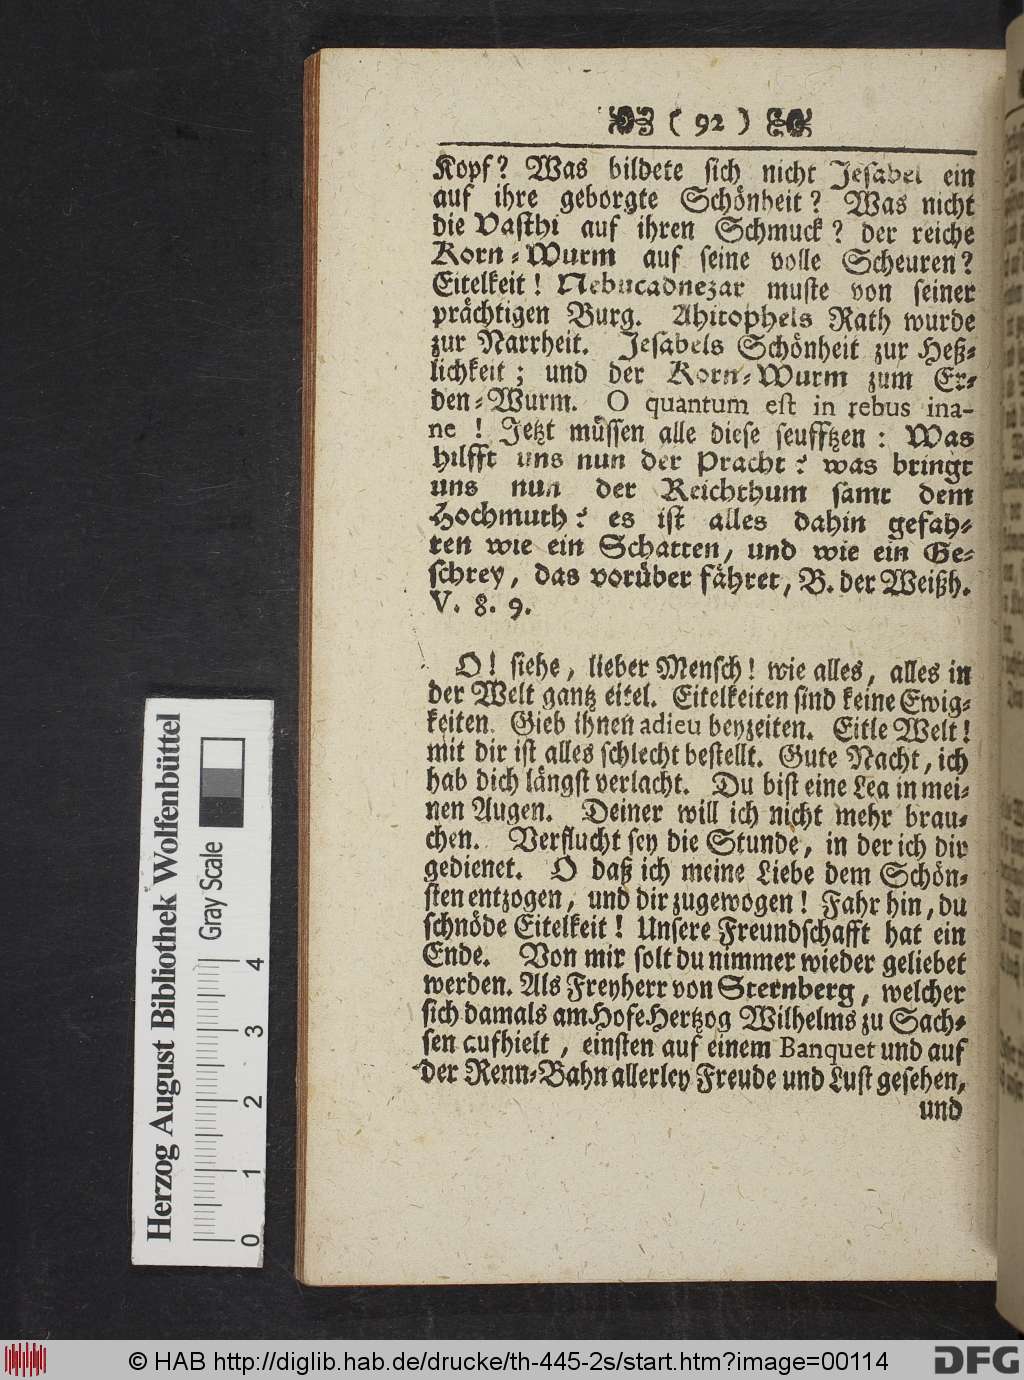 ( 92 )
Kopf? Was bildete sich nicht Jesabel ein
auf ihre geborgte Schönheit? Was nicht
die Vasthi auf ihren Schmuck? der reiche
Korn-Wurm auf seine volle Scheuren?
Eitelkeit! Nebucadnezar muste von seiner
prächtigen Burg. Ahitophels Rath wurde
zur Narrheit. Jesabels Schönheit zur Heß-
lichkeit; und der Korn-Wurm zum Er-
den-Wurm. O quantum est in rebus ina-
ne! Jetzt müssen alle diese seufftzen: Was
hilfft uns nun der Pracht? was bringt
uns nun der Reichthum samt dem
Hochmuth? es ist alles dahin gefah-
ren wie ein Schatten, und wie ein Ge-
schrey, das vorüber fähret, B. der Weißh.
V. 8. 9.
O! siehe, lieber Mensch! wie alles, alles in
der Welt gantz eitel. Eitelkeiten sind keine Ewig-
keiten. Gieb ihnen adieu beyzeiten. Eitle Welt!
mit dir ist alles schlecht bestellt. Gute Nacht, ich
hab dich längst verlacht. Du bist eine Lea in mei-
nen Augen. Deiner will ich nicht mehr brau-
chen. Verflucht sey die Stunde, in der ich dir
gedienet. O daß ich meine Liebe dem Schön-
sten entzogen, und dir zugewogen! Fahr hin, du
schnöde Eitelkeit! Unsere Freundschafft hat ein
Ende. Von mir solt du nimmer wieder geliebet
werden. Als Freyherr von Sternberg, welcher
sich damals am Hofe Hertzog Wilhelms zu Sach-
sen aufhielt, einsten auf einem Banquet und auf
der Renn-Bahn allerley Freude und Lust gesehen,
und
Herzog August Bibliothek Wolfenbüttel
Gray Scale
0 1 2 3 4
© HAB http://diglib.hab.de/drucke/th-445-2s/start.htm?image=00114
DFG